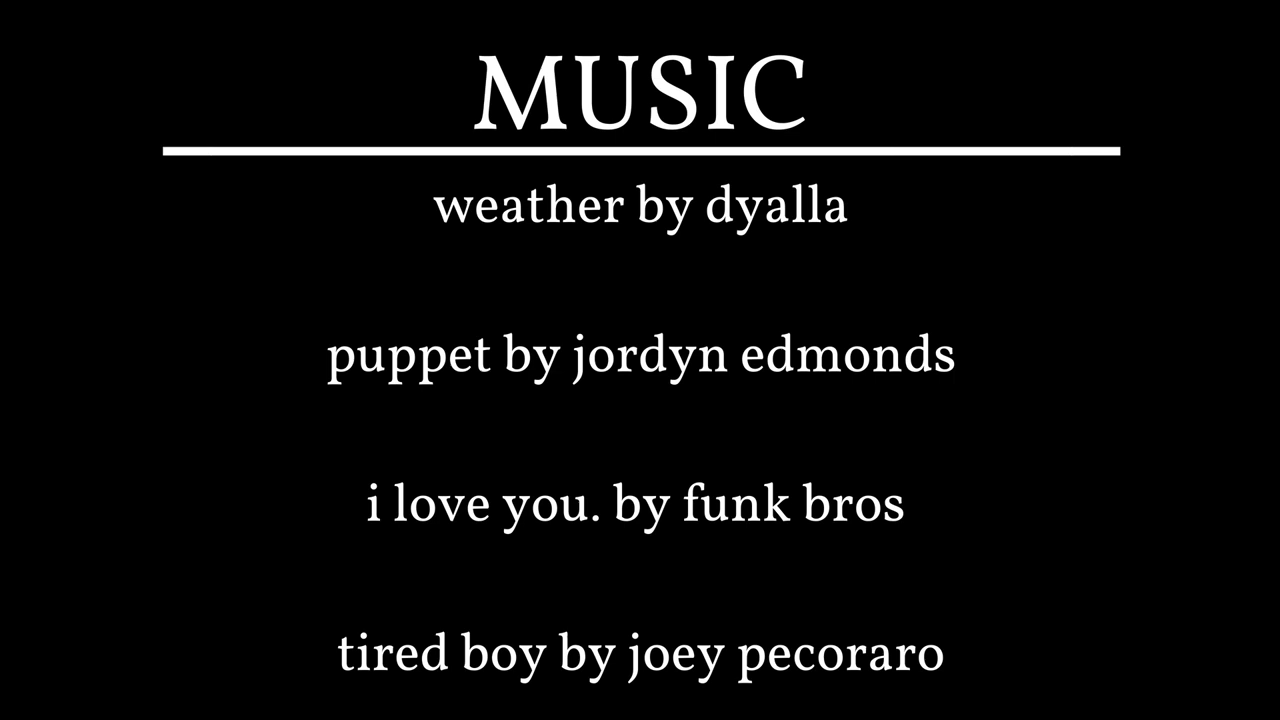 MUSIC
weather by dyalla
puppet by jordyn edmonds
i love you. by funk bros
tired boy by joey pecoraro